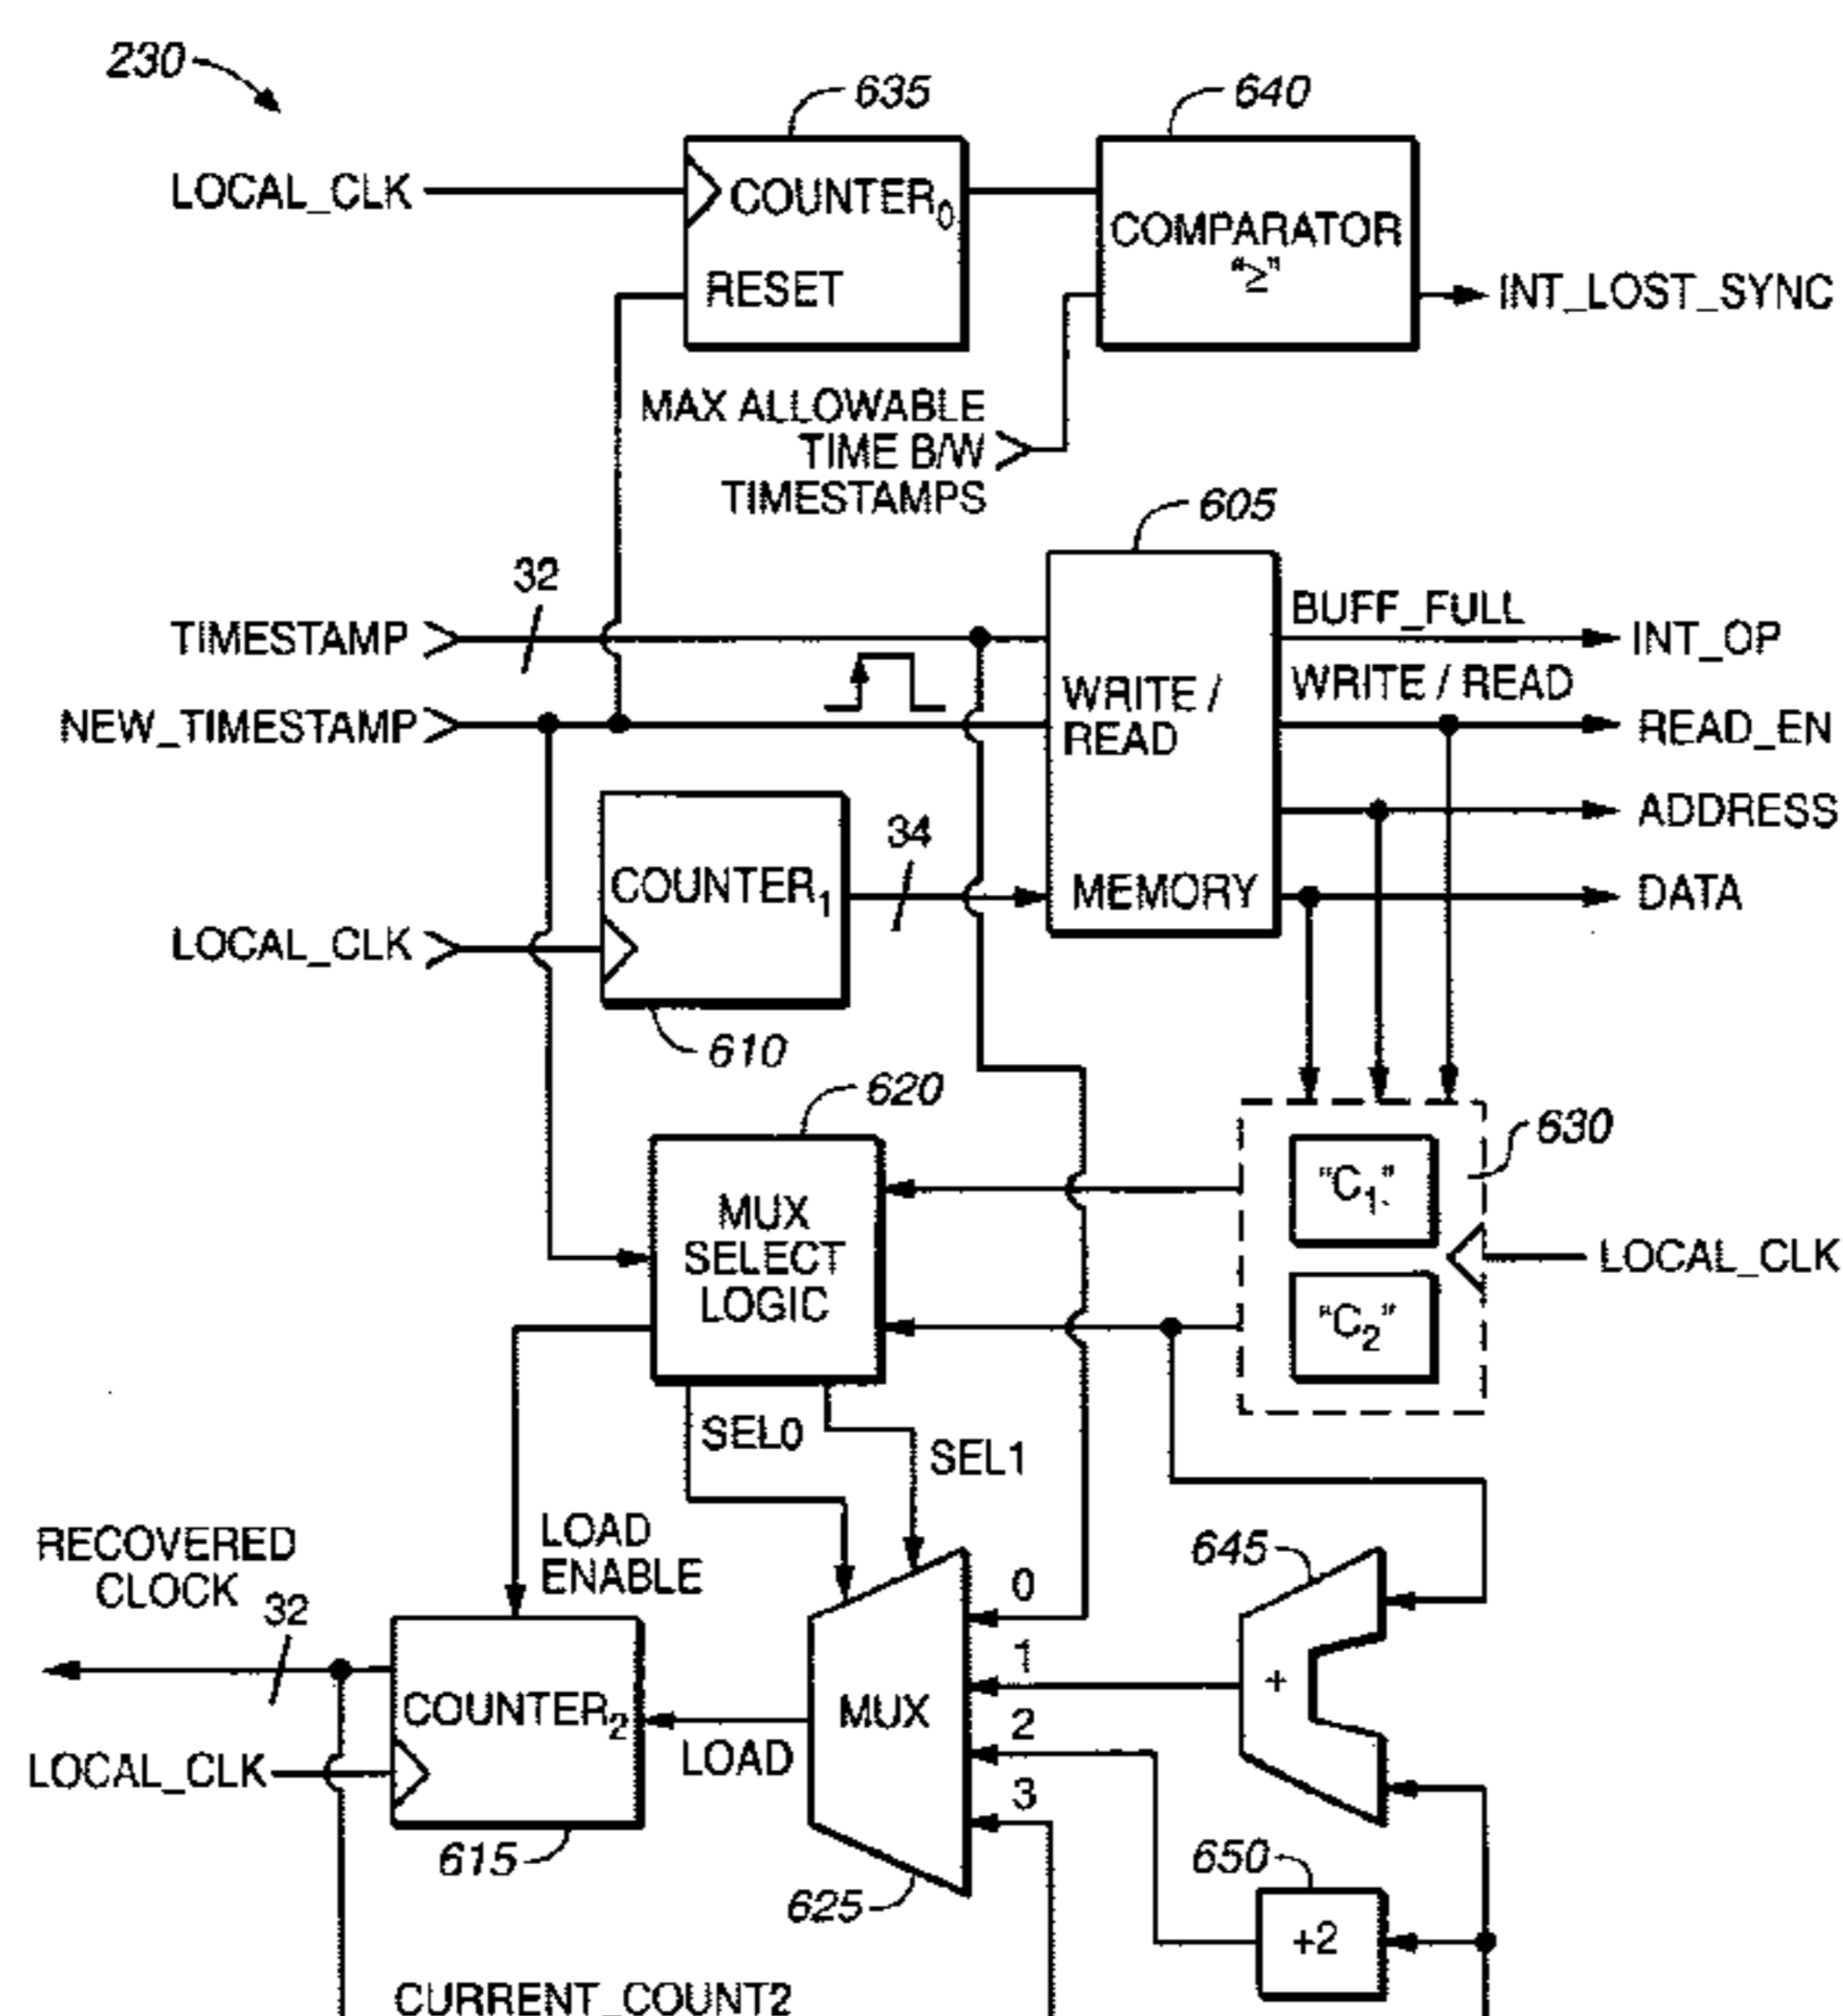 230
635
640
LOCAL_CLK
COUNTER0
COMPARATOR
"≥"
RESET
INT_LOST_SYNC
MAX ALLOWABLE
TIME B/W
TIMESTAMPS
605
32
TIMESTAMP
BUFF_FULL
INT_OP
NEW_TIMESTAMP
WRITE /
READ
WRITE / READ
READ_EN
ADDRESS
34
COUNTER1
MEMORY
DATA
LOCAL_CLK
610
620
630
MUX
SELECT
LOGIC
"C1"
LOCAL_CLK
"C2"
SEL0
SEL1
LOAD
ENABLE
RECOVERED
CLOCK
32
645
0
1
2
3
COUNTER2
LOAD
MUX
+
LOCAL_CLK
615
625
650
+2
CURRENT_COUNT2